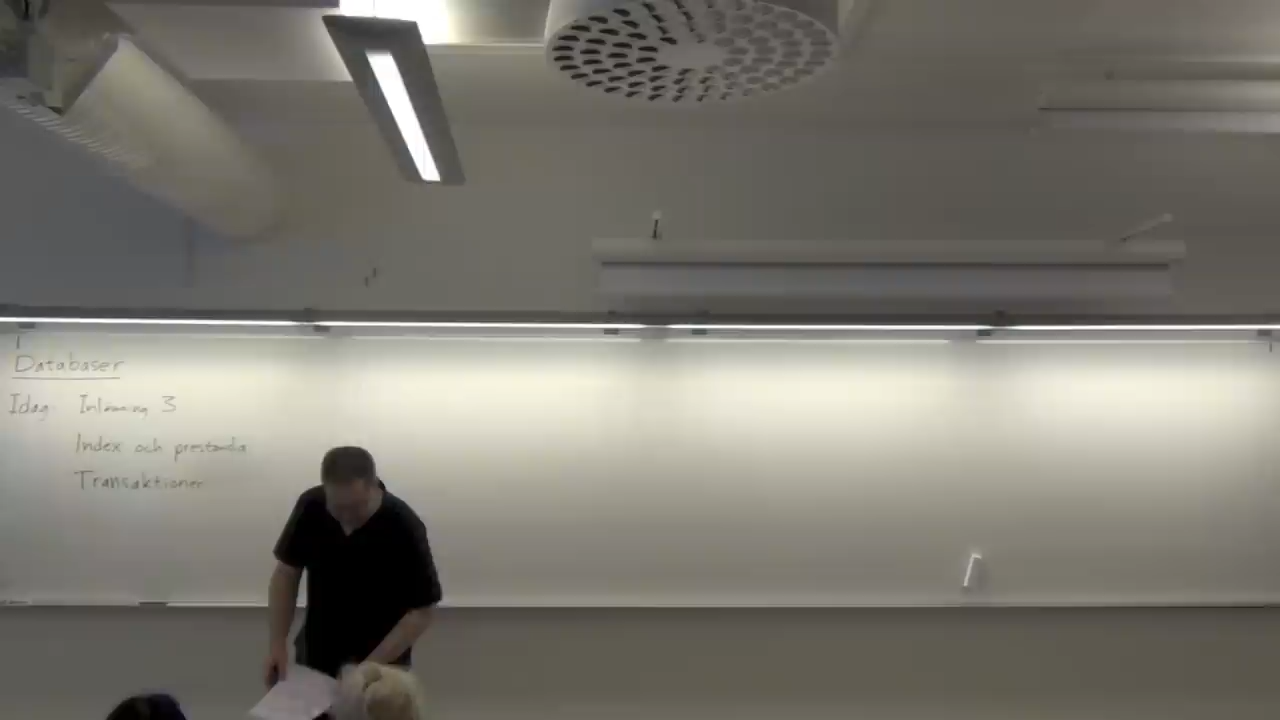 Databaser
Idag Inlämning 3
Index och prestanda
Transaktioner